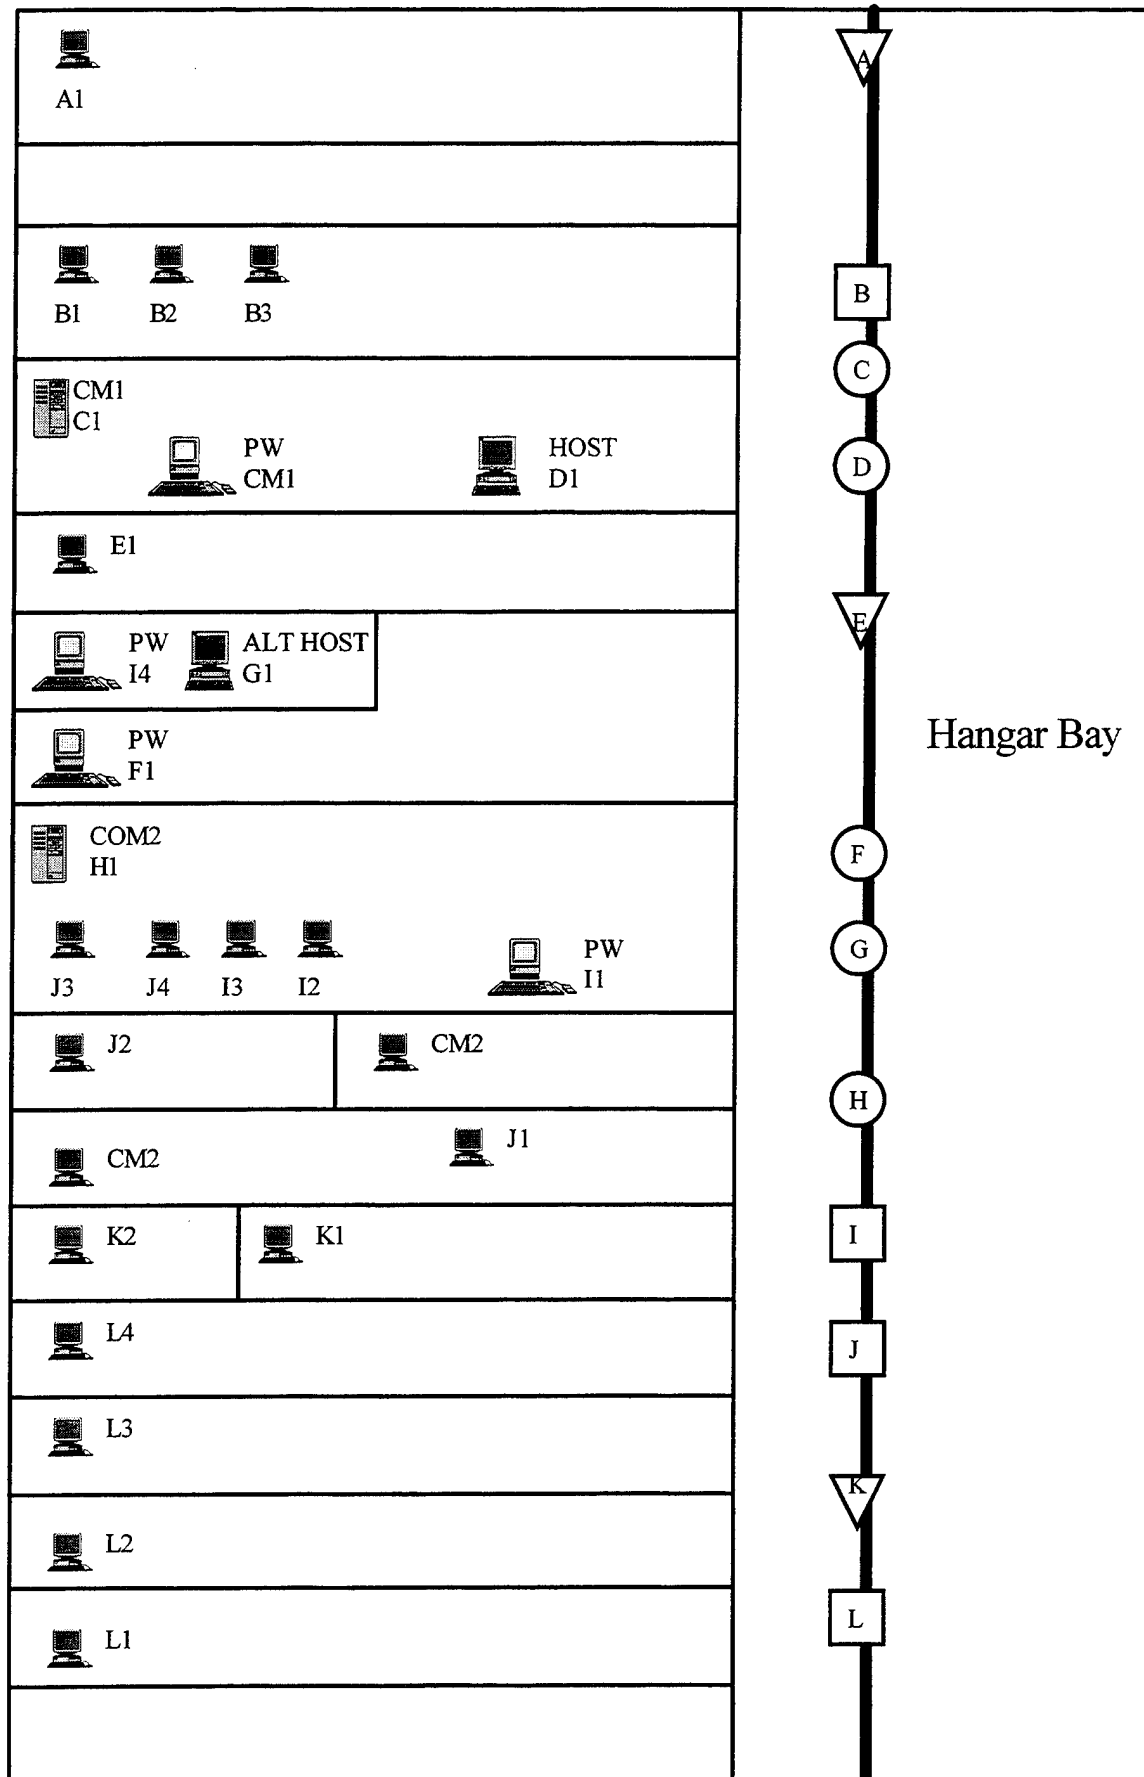 A1
A
B1 B2 B3
B
C
CM1
C1
PW
CM1
HOST
D1
D
E1
E
PW
I4
ALT HOST
G1
PW
F1
Hangar Bay
COM2
H1
F
J3 J4 I3 I2
PW
I1
G
J2
CM2
H
CM2
J1
K2
K1
I
L4
J
L3
K
L2
L
L1